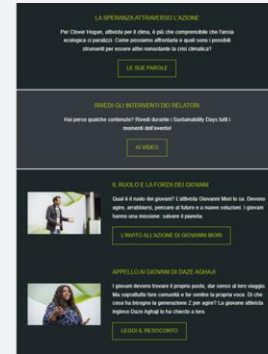 LA SPERANZA ATTRAVERSO L'AZIONE
Per Clover Hogan, attivista per il clima, è più che comprensibile che l'ansia
ecologica ci paralizzi. Come possiamo affrontarla e quali sono i possibili
strumenti per essere attivi nonostante la crisi climatica?
LE SUE PAROLE
RIVEDI GLI INTERVENTI DEI RELATORI
Hai perso qualche contenuto? Rivedi durante i Sustainability Days tutti i
momenti dell'evento!
AI VIDEO
IL RUOLO E LA FORZA DEI GIOVANI
Qual è il ruolo dei giovani? L'attivista Giovanni Mori lo sa. Devono
agire, arrabbiarsi, pensare al futuro e a nuove soluzioni. I giovani
hanno una missione: salvare il pianeta.
L'INVITO ALL'AZIONE DI GIOVANNI MORI
APPELLO AI GIOVANI DI DAZE AGHAJI
I giovani devono trovare il proprio posto, dar senso al loro viaggio.
Ma soprattutto fare comunità e far sentire la propria voce. Di che
cosa ha bisogno la generazione Z per agire? La giovane attivista
inglese Daze Aghaji le ha chiesto a loro.
LEGGI IL RESOCONTO